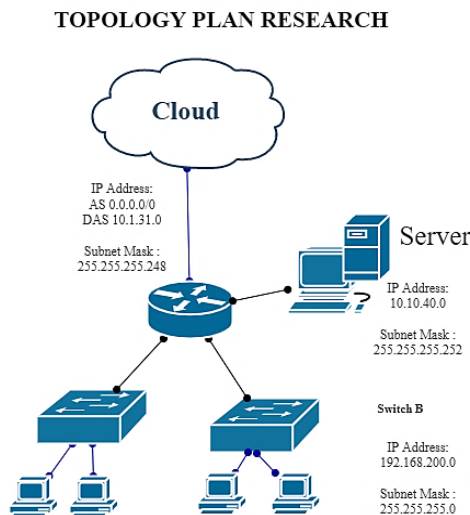 TOPOLOGY PLAN RESEARCH
Cloud
IP Address:
AS 0.0.0.0/0
DAS 10.1.31.0
Subnet Mask :
255.255.255.248
Server
IP Address:
10.10.40.0
Subnet Mask :
255.255.255.252
Switch B
IP Address:
192.168.200.0
Subnet Mask :
255.255.255.0